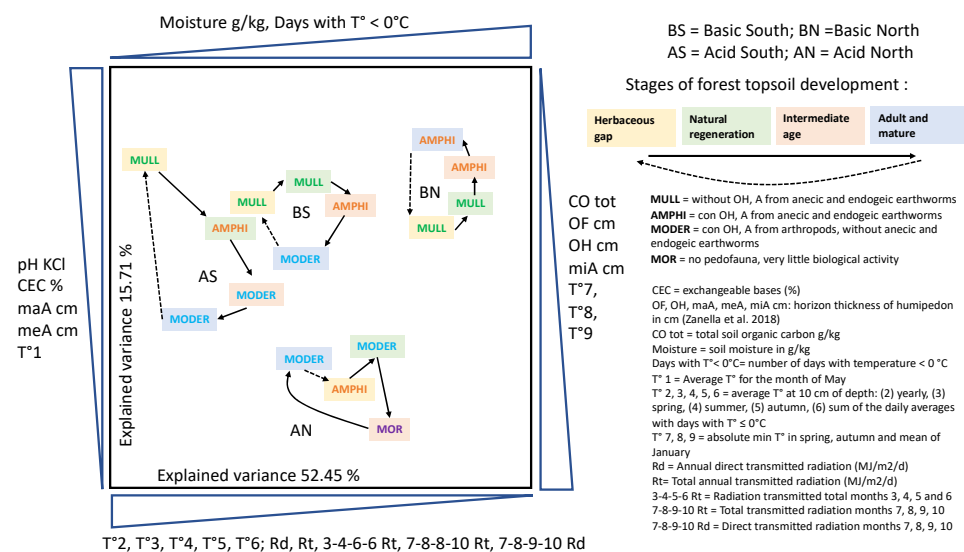 Moisture g/kg, Days with T° < 0°C
BS = Basic South; BN =Basic North
AS = Acid South; AN = Acid North
Stages of forest topsoil development :
Herbaceous gap
Natural regeneration
Intermediate age
Adult and mature
pH KCl
CEC %
maA cm
meA cm
T°1
Explained variance 15.71 %
MULL
AMPHI
MODER
MODER
AS
MULL
MULL
AMPHI
MODER
BS
AMPHI
AMPHI
MULL
MULL
BN
MODER
AMPHI
MODER
MOR
AN
Explained variance 52.45 %
CO tot
OF cm
OH cm
miA cm
T°7,
T°8,
T°9
MULL = without OH, A from anecic and endogeic earthworms
AMPHI = con OH, A from anecic and endogeic earthworms
MODER = con OH, A from arthropods, without anecic and
endogeic earthworms
MOR = no pedofauna, very little biological activity
CEC = exchangeable bases (%)
OF, OH, maA, meA, miA cm: horizon thickness of humipedon
in cm (Zanella et al. 2018)
CO tot = total soil organic carbon g/kg
Moisture = soil moisture in g/kg
Days with T°< 0°C= number of days with temperature < 0 °C
T° 1 = Average T° for the month of May
T° 2, 3, 4, 5, 6 = average T° at 10 cm of depth: (2) yearly, (3)
spring, (4) summer, (5) autumn, (6) sum of the daily averages
with days with T° ≤ 0°C
T° 7, 8, 9 = absolute min T° in spring, autumn and mean of
January
Rd = Annual direct transmitted radiation (MJ/m2/d)
Rt= Total annual transmitted radiation (MJ/m2/d)
3-4-5-6 Rt = Radiation transmitted total months 3, 4, 5 and 6
7-8-9-10 Rt = Total transmitted radiation months 7, 8, 9, 10
7-8-9-10 Rd = Direct transmitted radiation months 7, 8, 9, 10
T°2, T°3, T°4, T°5, T°6; Rd, Rt, 3-4-6-6 Rt, 7-8-8-10 Rt, 7-8-9-10 Rd